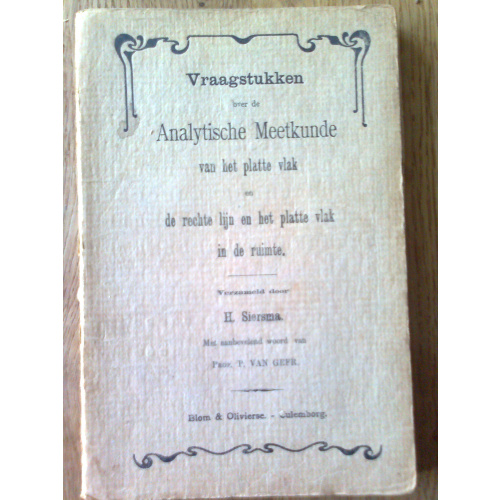 Vraagstukken
over de
Analytische Meetkunde
van het platte vlak
en
de rechte lijn en het platte vlak
in de ruimte.
Verzameld door
H. Siersma.
Met aanbevelend woord van
Prof. P. VAN GEER.
Blom & Olivierse. - Culemborg.